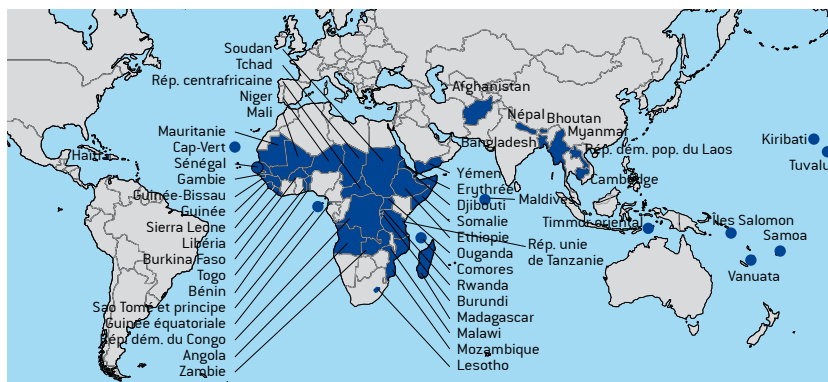 Soudan
Tchad
Rép. centrafricaine
Niger
Mali
Mauritanie
Cap-Vert
Haïti
Sénégal
Gambie
Guinée-Bissau
Guinée
Sierra Leone
Libéria
Burkina Faso
Togo
Bénin
Sao Tomé et principe
Guinée équatoriale
Rép. dém. du Congo
Angola
Zambie
Afghanistan
Népal
Bhoutan
Myanmar
Bangladesh
Rép. dém. pop. du Laos
Cambodge
Yémen
Erythrée
Djibouti
Maldives
Somalie
Ethiopie
Ouganda
Comores
Rwanda
Burundi
Madagascar
Malawi
Mozambique
Lesotho
Rép. unie
de Tanzanie
Timmor oriental
Kiribati
Tuvalu
Îles Salomon
Samoa
Vanuata